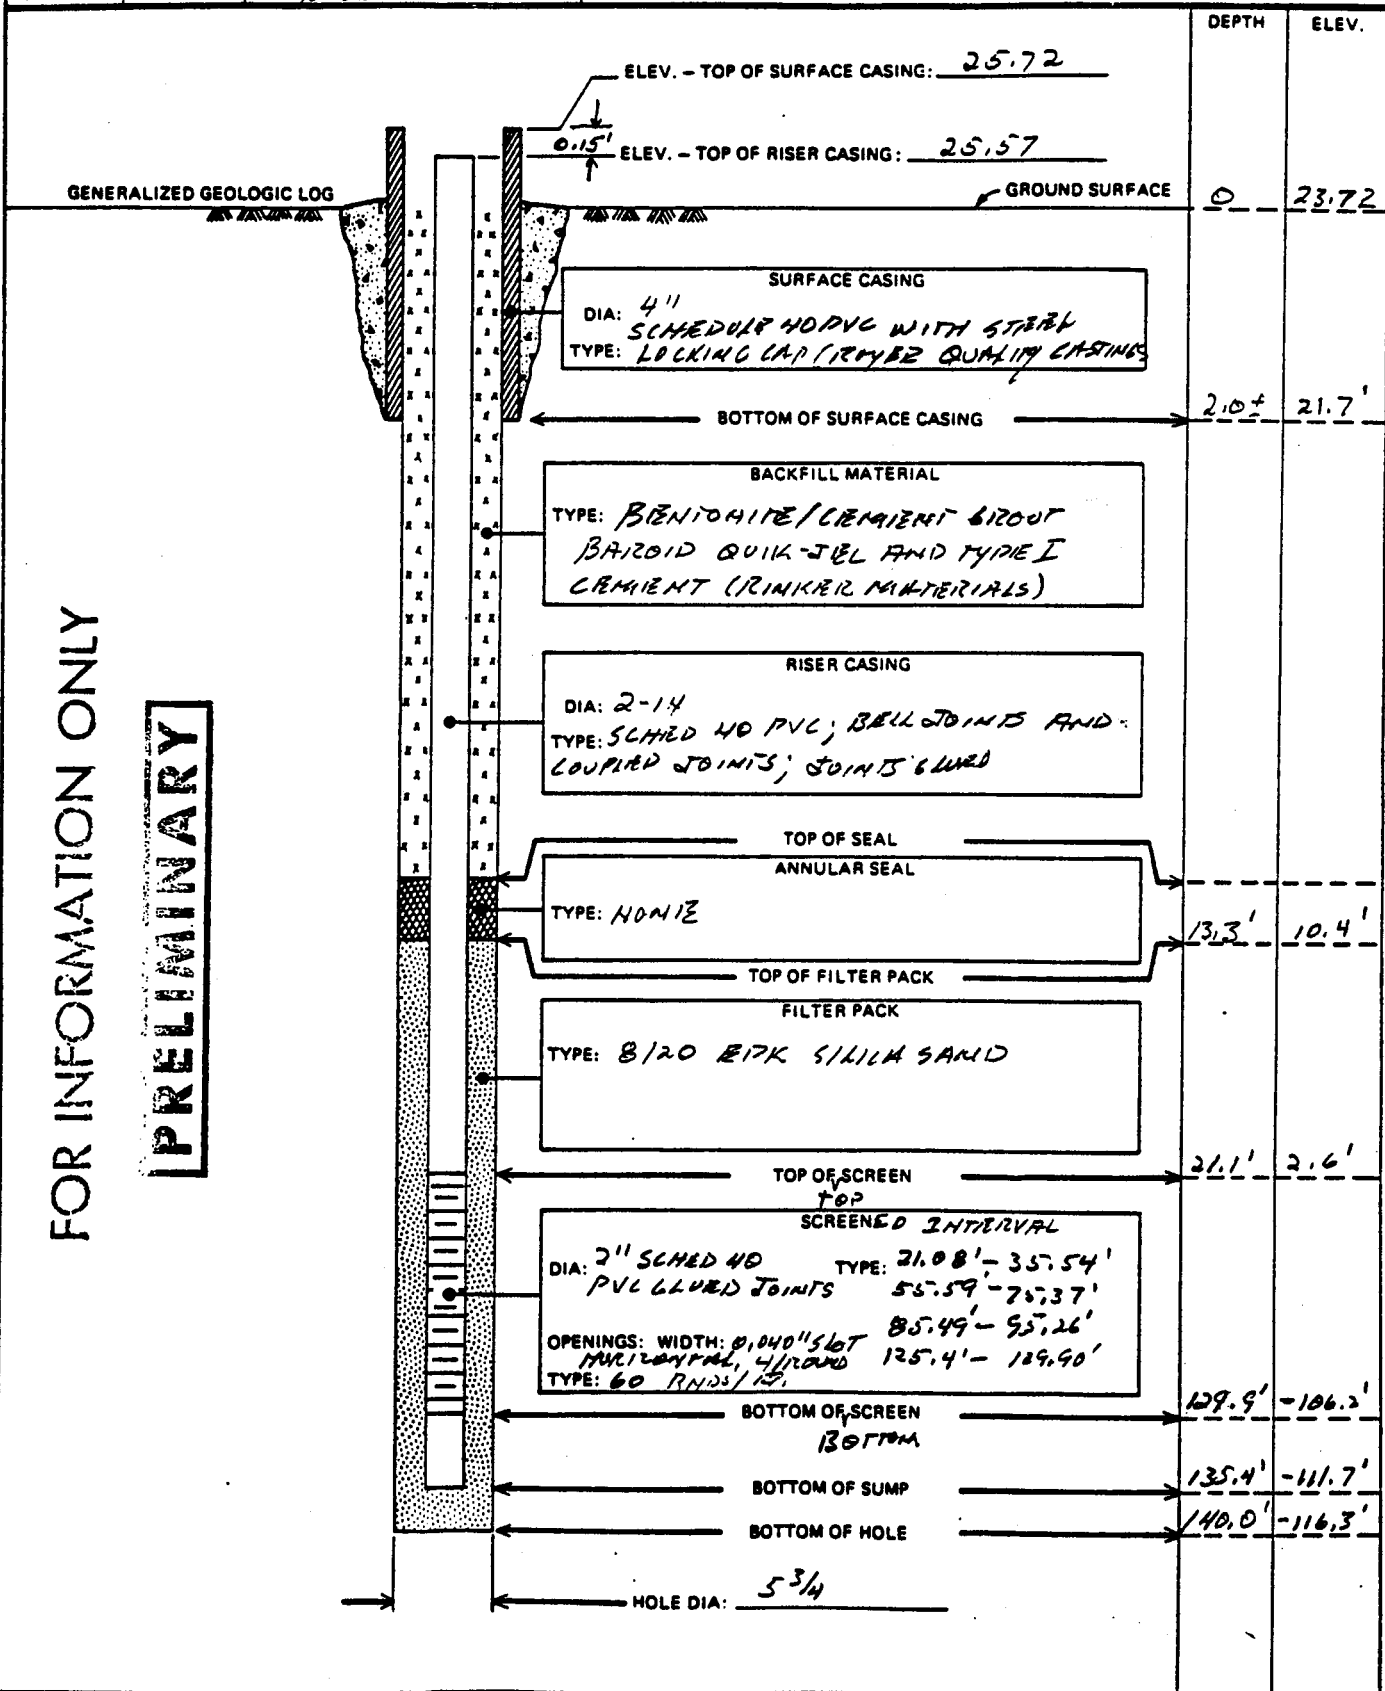 DEPTH ELEV.
ELEV. – TOP OF SURFACE CASING: 25.72
0.15'
ELEV. – TOP OF RISER CASING: 25.57
GENERALIZED GEOLOGIC LOG
GROUND SURFACE 0 23.72
SURFACE CASING
DIA: 4"
SCHEDULE 40 PVC WITH STEEL
TYPE: LOCKING CAP / QUALITY CASTINGS
BOTTOM OF SURFACE CASING 2.0± 21.7'
BACKFILL MATERIAL
TYPE: BENTONITE/CEMENT GROUT
BAROID QUIK-JEL AND TYPE I
CEMENT (RINKER MATERIALS)
RISER CASING
DIA: 2-14
TYPE: SCHED 40 PVC; BELL JOINTS AND
COUPLED JOINTS; JOINTS GLUED
TOP OF SEAL
ANNULAR SEAL
TYPE: NONE
13.3' 10.4'
TOP OF FILTER PACK
FILTER PACK
TYPE: 8/20 EPK SILICA SAND
TOP OF SCREEN 21.1' 2.6'
TOP
SCREENED INTERVAL
DIA: 2" SCHED 40 TYPE: 21.08' – 35.54'
PVC GLUED JOINTS 55.59' – 75.37'
85.49' – 95.26'
OPENINGS: WIDTH: 0.040" SLOT
HORIZONTAL, 4/ROUND 125.4' – 129.90'
TYPE: 60 RNDS/
BOTTOM OF SCREEN 129.9' -106.2'
BOTTOM
BOTTOM OF SUMP 135.4' -111.7'
BOTTOM OF HOLE 140.0' -116.3'
HOLE DIA: 5 3/4
FOR INFORMATION ONLY
PRELIMINARY